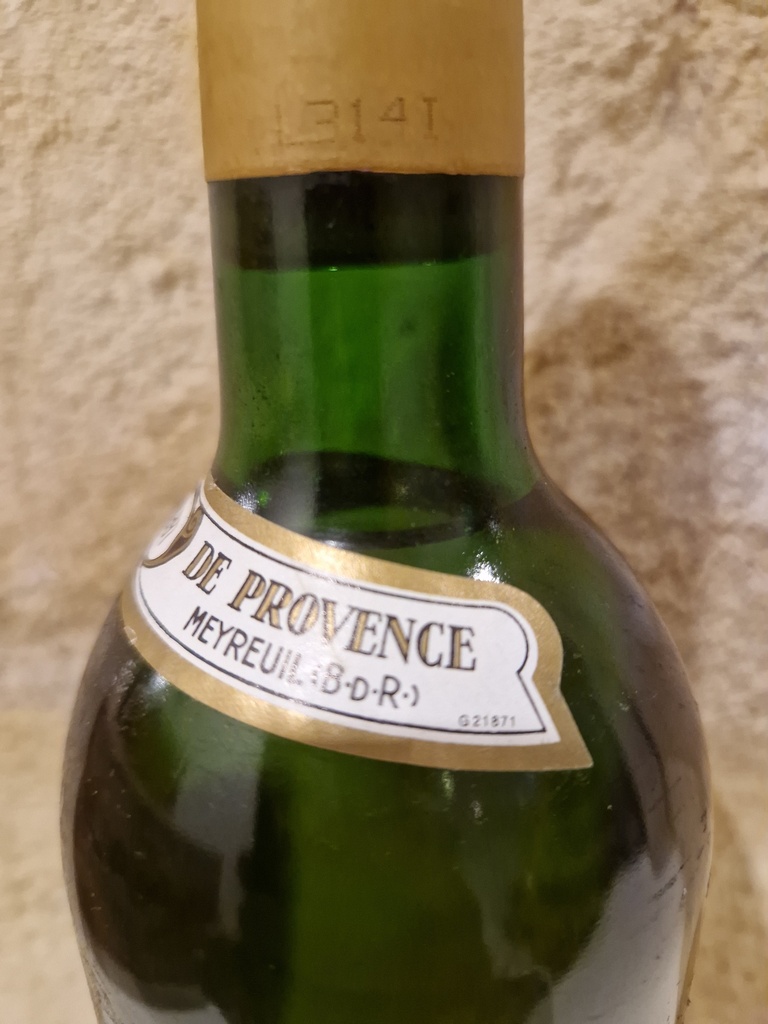 L3141
DE PROVENCE
MEYREUIL (B·D·R·)
G21871